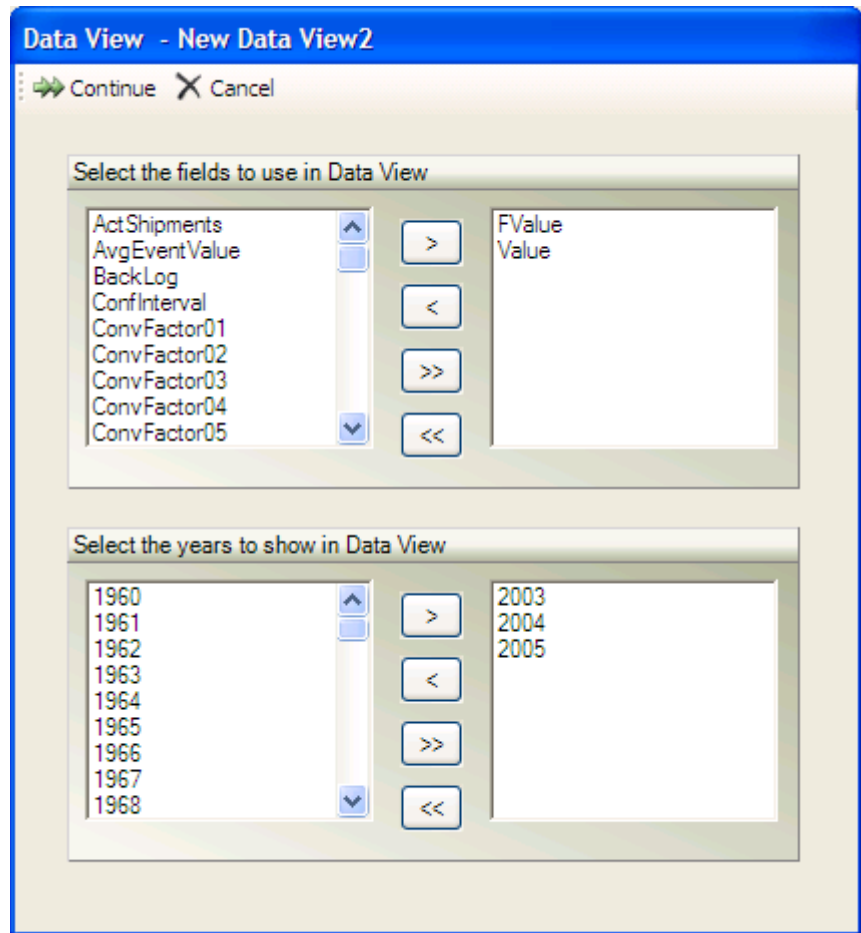 Data View - New Data View2
Continue Cancel
Select the fields to use in Data View
ActShipments
AvgEventValue
BackLog
ConfInterval
ConvFactor01
ConvFactor02
ConvFactor03
ConvFactor04
ConvFactor05
>
<
>>
<<
FValue
Value
Select the years to show in Data View
1960
1961
1962
1963
1964
1965
1966
1967
1968
>
<
>>
<<
2003
2004
2005